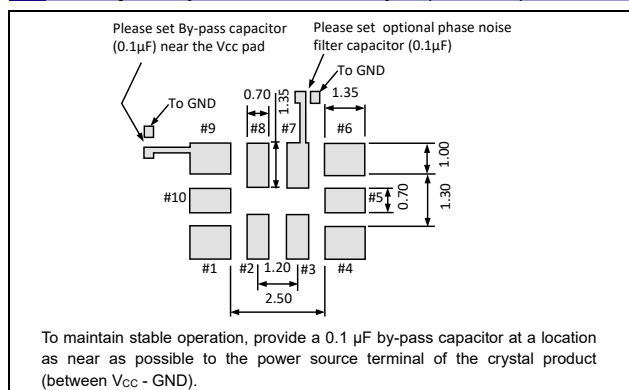 Please set By-pass capacitor
(0.1µF) near the Vcc pad
Please set optional phase noise
filter capacitor (0.1µF)
To GND
To GND
0.70
1.35
1.35
#9
#8
#7
#6
1.00
#10
#5
0.70
1.30
#1
#2
1.20
#3
#4
2.50
To maintain stable operation, provide a 0.1 µF by-pass capacitor at a location
as near as possible to the power source terminal of the crystal product
(between VCC - GND).